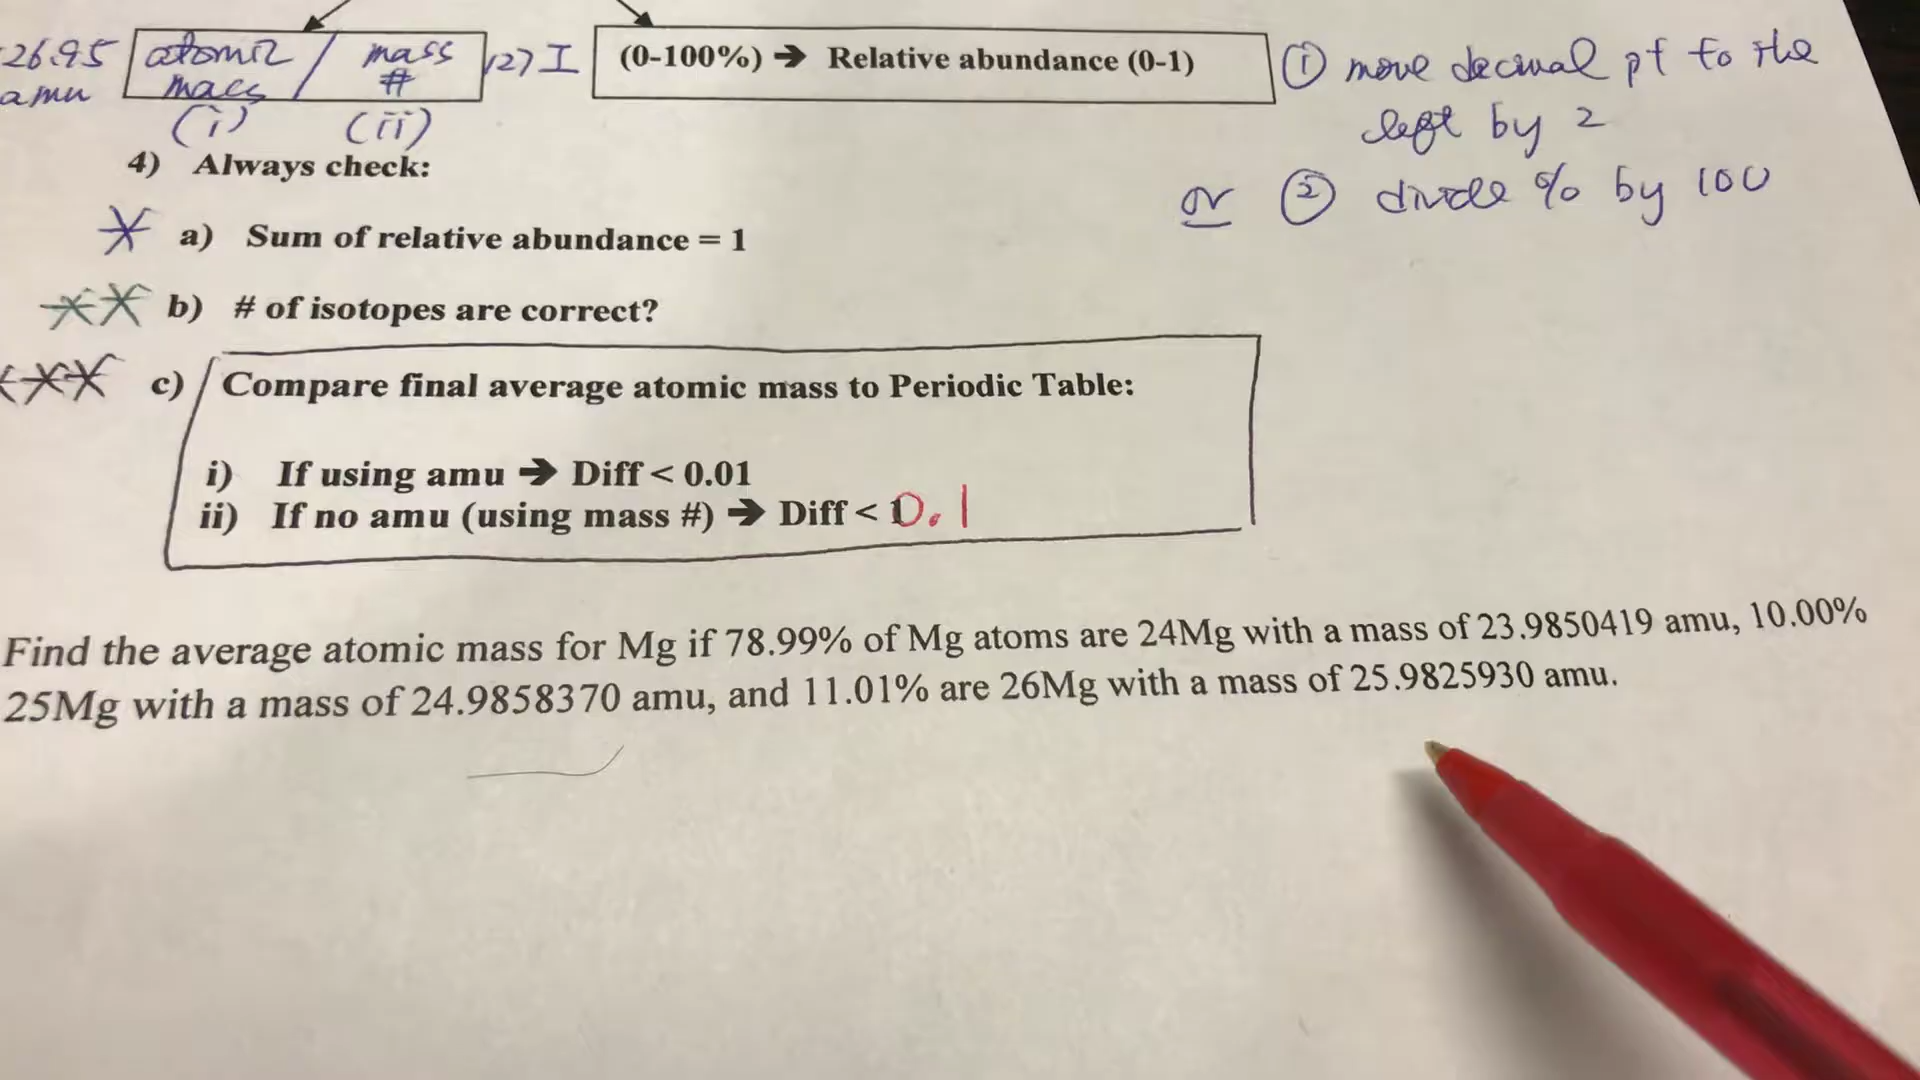 26.95 atomic / mass 127 I (0-100%) ➔ Relative abundance (0-1) ① move decimal pt to the
amu mass #
(i) (ii) left by 2
4) Always check:
or ② divide % by 100
a) Sum of relative abundance = 1
b) # of isotopes are correct?
c) Compare final average atomic mass to Periodic Table:
i) If using amu ➔ Diff < 0.01
ii) If no amu (using mass #) ➔ Diff < 0.1
Find the average atomic mass for Mg if 78.99% of Mg atoms are 24Mg with a mass of 23.9850419 amu, 10.00%
25Mg with a mass of 24.9858370 amu, and 11.01% are 26Mg with a mass of 25.9825930 amu.